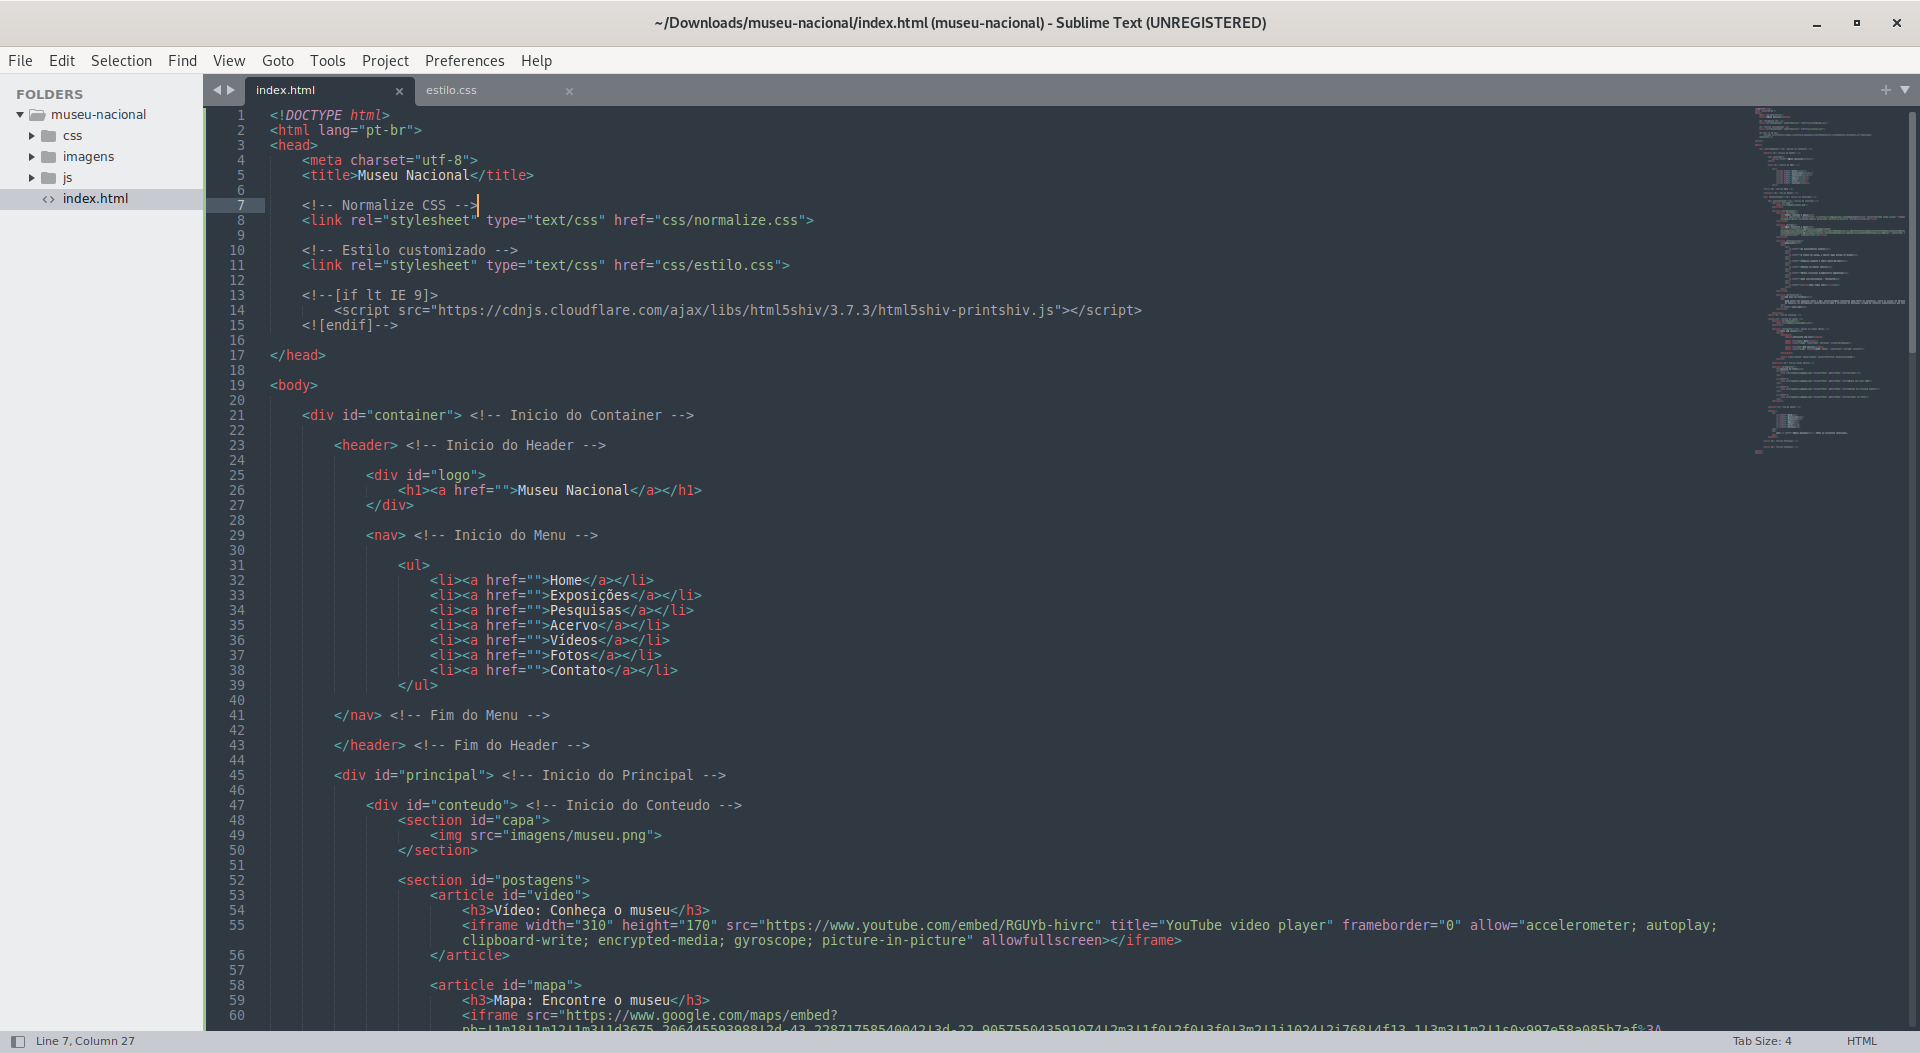 ~/Downloads/museu-nacional/index.html (museu-nacional) - Sublime Text (UNREGISTERED)
File Edit Selection Find View Goto Tools Project Preferences Help
FOLDERS
museu-nacional
css
imagens
js
<> index.html
index.html × estilo.css ×
1 <!DOCTYPE html>
2 <html lang="pt-br">
3 <head>
4 <meta charset="utf-8">
5 <title>Museu Nacional</title>
6
7 <!-- Normalize CSS -->
8 <link rel="stylesheet" type="text/css" href="css/normalize.css">
9
10 <!-- Estilo customizado -->
11 <link rel="stylesheet" type="text/css" href="css/estilo.css">
12
13 <!--[if lt IE 9]>
14 <script src="https://cdnjs.cloudflare.com/ajax/libs/html5shiv/3.7.3/html5shiv-printshiv.js"></script>
15 <![endif]-->
16
17 </head>
18
19 <body>
20
21 <div id="container"> <!-- Inicio do Container -->
22
23 <header> <!-- Inicio do Header -->
24
25 <div id="logo">
26 <h1><a href="">Museu Nacional</a></h1>
27 </div>
28
29 <nav> <!-- Inicio do Menu -->
30
31 <ul>
32 <li><a href="">Home</a></li>
33 <li><a href="">Exposições</a></li>
34 <li><a href="">Pesquisas</a></li>
35 <li><a href="">Acervo</a></li>
36 <li><a href="">Vídeos</a></li>
37 <li><a href="">Fotos</a></li>
38 <li><a href="">Contato</a></li>
39 </ul>
40
41 </nav> <!-- Fim do Menu -->
42
43 </header> <!-- Fim do Header -->
44
45 <div id="principal"> <!-- Inicio do Principal -->
46
47 <div id="conteudo"> <!-- Inicio do Conteudo -->
48 <section id="capa">
49 <img src="imagens/museu.png">
50 </section>
51
52 <section id="postagens">
53 <article id="video">
54 <h3>Vídeo: Conheça o museu</h3>
55 <iframe width="310" height="170" src="https://www.youtube.com/embed/RGUYb-hivrc" title="YouTube video player" frameborder="0" allow="accelerometer; autoplay;
clipboard-write; encrypted-media; gyroscope; picture-in-picture" allowfullscreen></iframe>
56 </article>
57
58 <article id="mapa">
59 <h3>Mapa: Encontre o museu</h3>
60 <iframe src="https://www.google.com/maps/embed?
Line 7, Column 27 Tab Size: 4 HTML